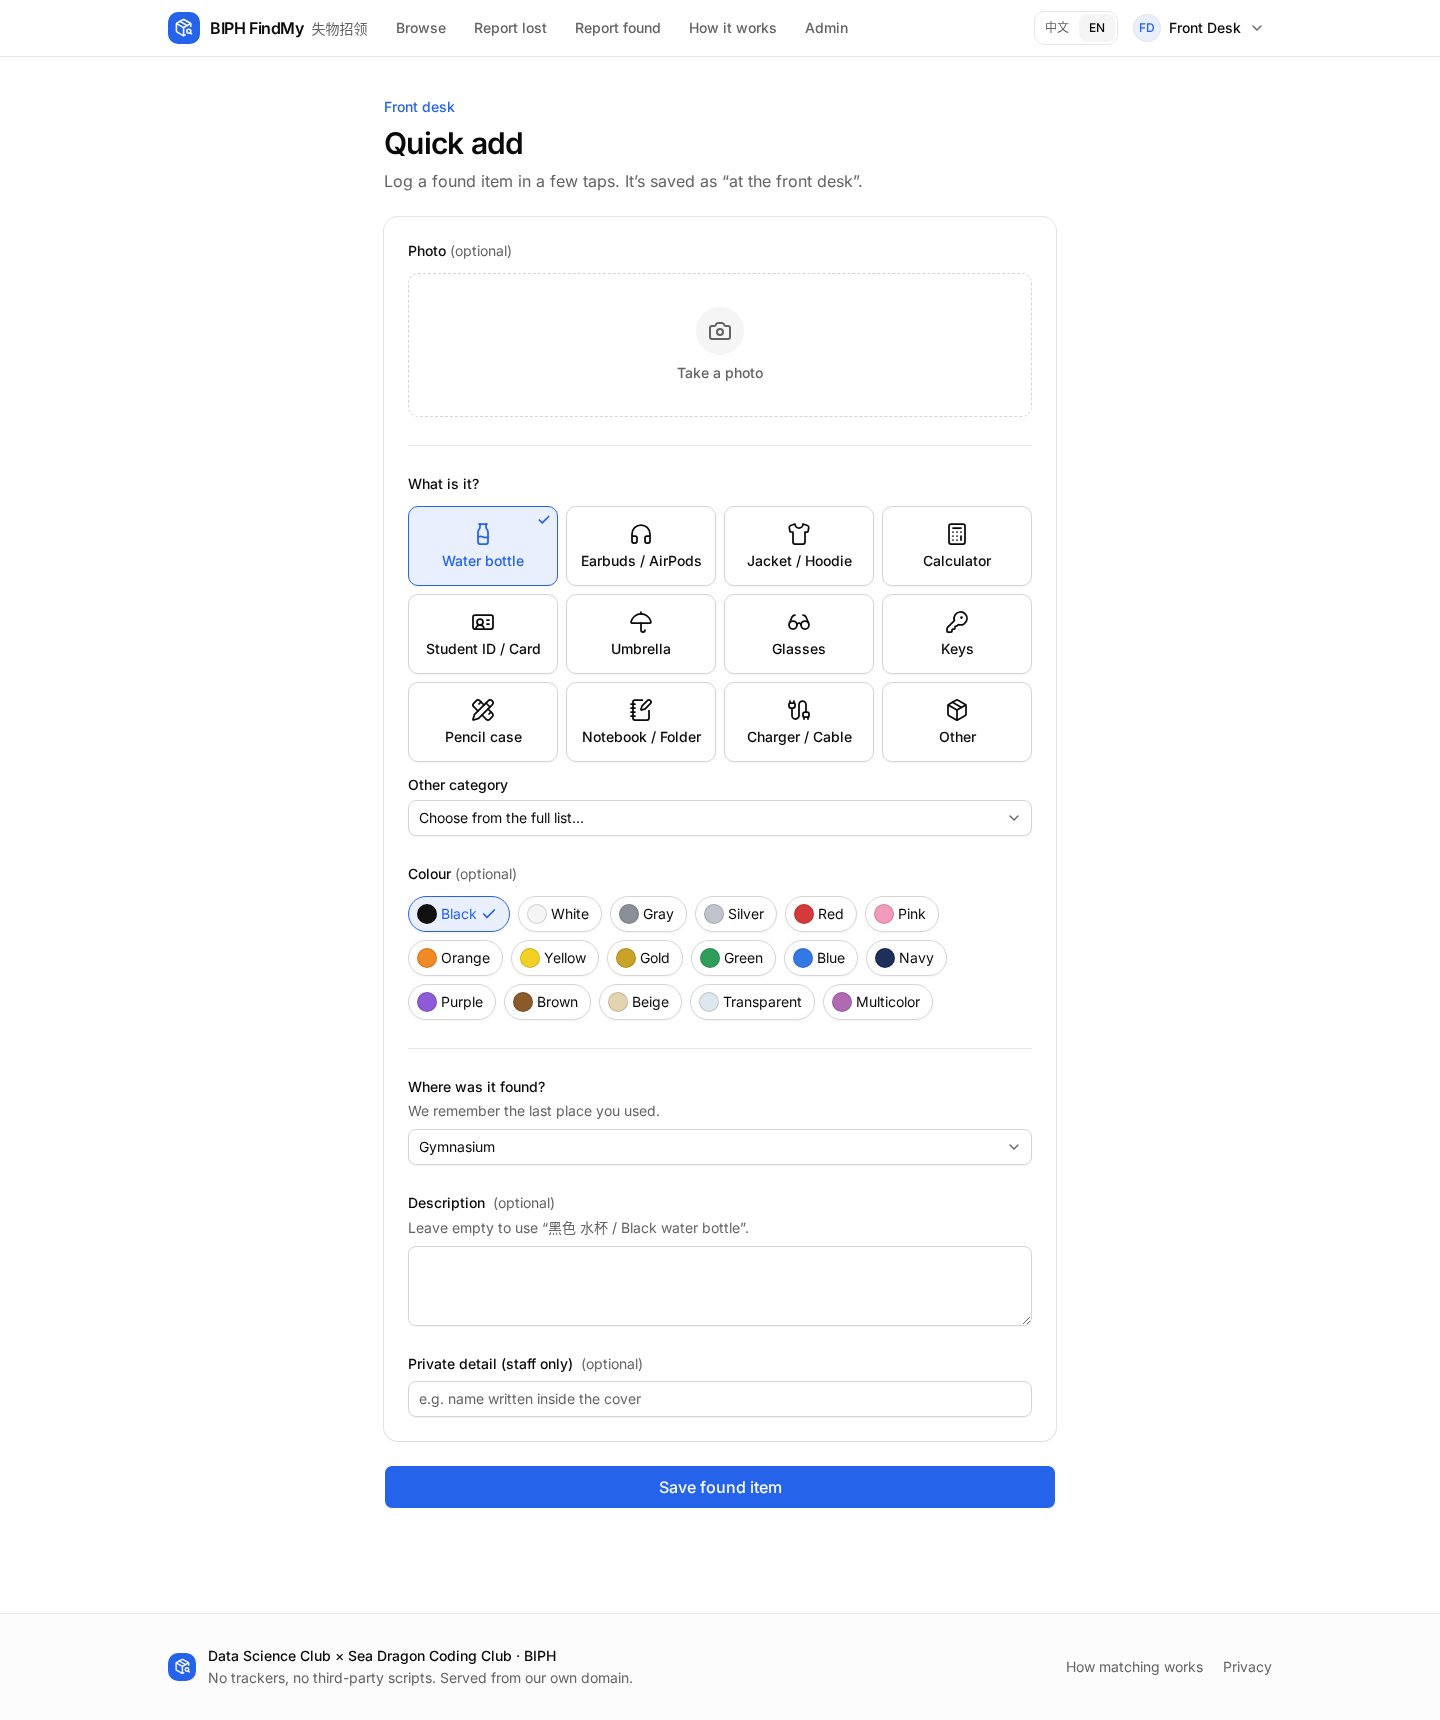 BIPH FindMy 失物招领 Browse Report lost Report found How it works Admin 中文 EN FD Front Desk
Front desk
Quick add
Log a found item in a few taps. It’s saved as “at the front desk”.
Photo (optional)
Take a photo
What is it?
Water bottle Earbuds / AirPods Jacket / Hoodie Calculator
Student ID / Card Umbrella Glasses Keys
Pencil case Notebook / Folder Charger / Cable Other
Other category
Choose from the full list...
Colour (optional)
Black White Gray Silver Red Pink
Orange Yellow Gold Green Blue Navy
Purple Brown Beige Transparent Multicolor
Where was it found?
We remember the last place you used.
Gymnasium
Description (optional)
Leave empty to use “黑色 水杯 / Black water bottle”.
Private detail (staff only) (optional)
e.g. name written inside the cover
Save found item
Data Science Club × Sea Dragon Coding Club · BIPH
No trackers, no third-party scripts. Served from our own domain.
How matching works Privacy